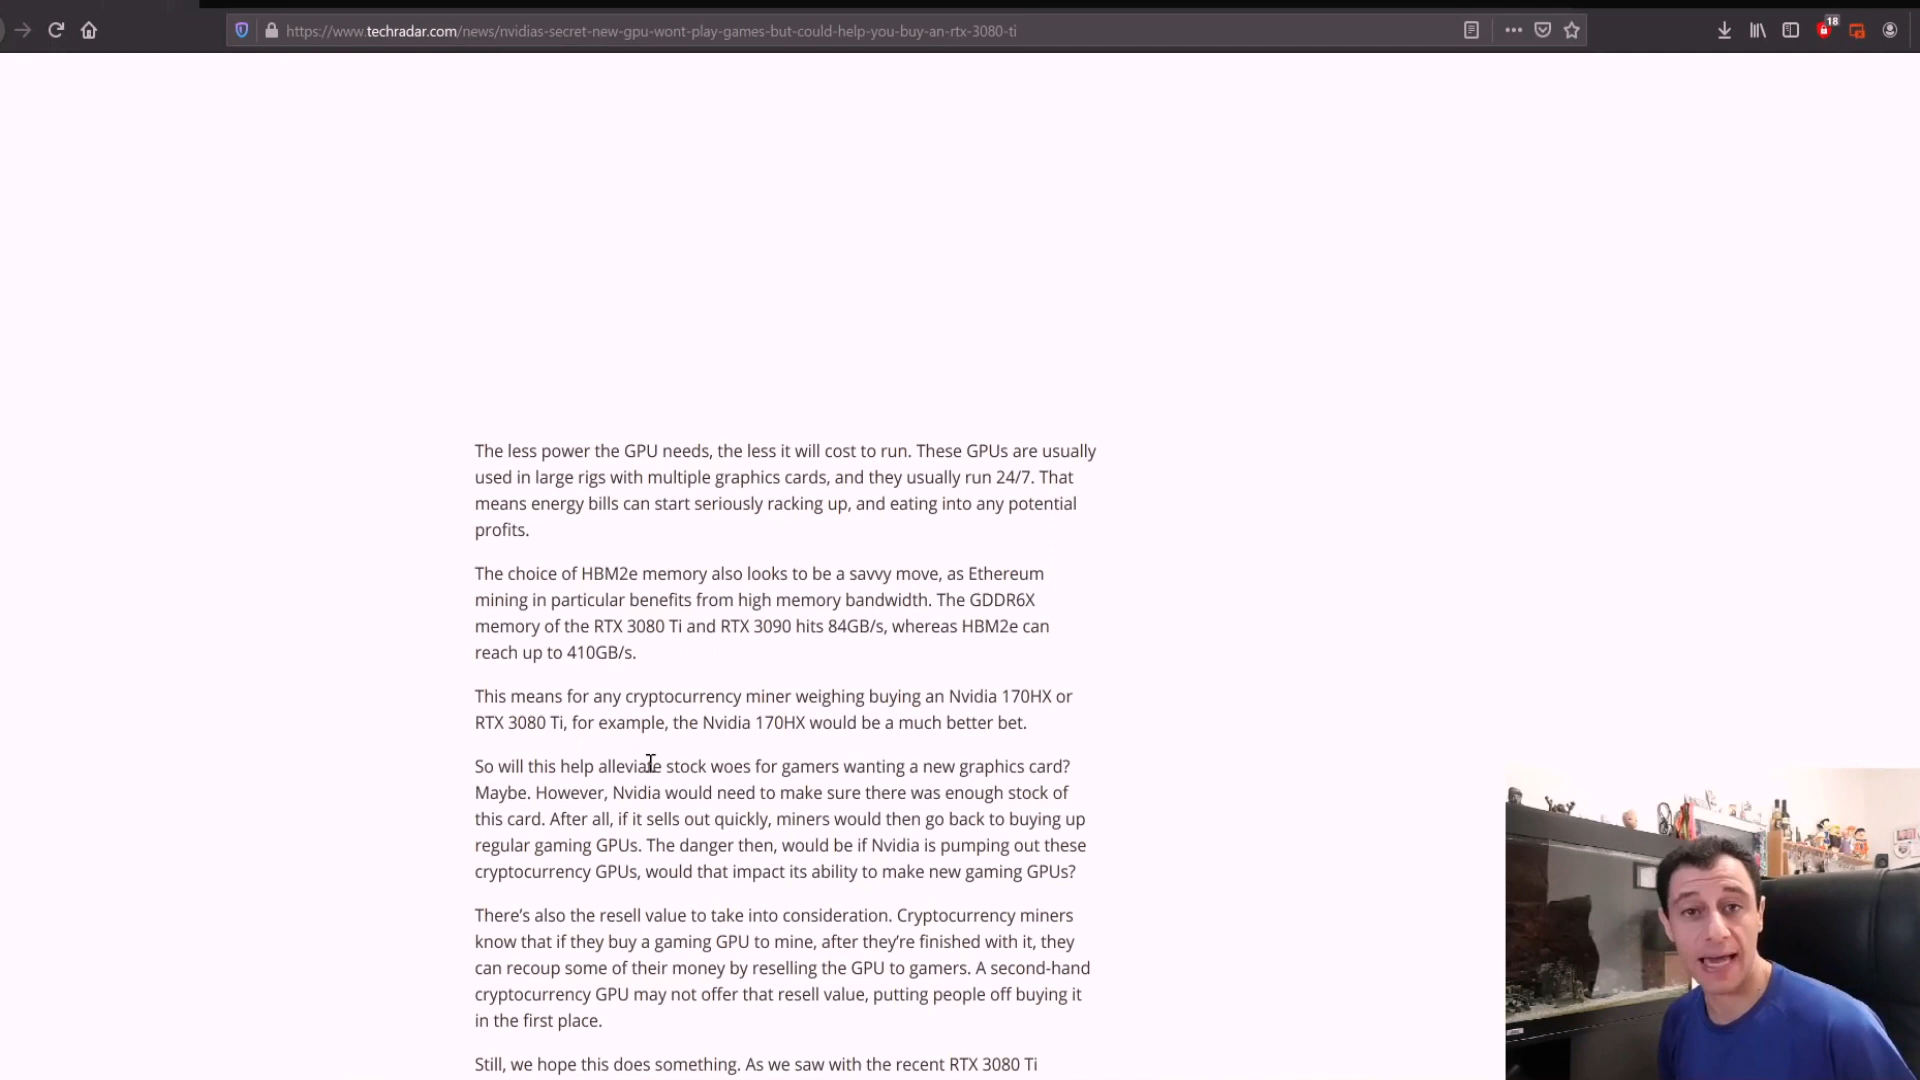 https://www.techradar.com/news/nvidias-secret-new-gpu-wont-play-games-but-could-help-you-buy-an-rtx-3080-ti
18
The less power the GPU needs, the less it will cost to run. These GPUs are usually
used in large rigs with multiple graphics cards, and they usually run 24/7. That
means energy bills can start seriously racking up, and eating into any potential
profits.
The choice of HBM2e memory also looks to be a savvy move, as Ethereum
mining in particular benefits from high memory bandwidth. The GDDR6X
memory of the RTX 3080 Ti and RTX 3090 hits 84GB/s, whereas HBM2e can
reach up to 410GB/s.
This means for any cryptocurrency miner weighing buying an Nvidia 170HX or
RTX 3080 Ti, for example, the Nvidia 170HX would be a much better bet.
So will this help alleviate stock woes for gamers wanting a new graphics card?
Maybe. However, Nvidia would need to make sure there was enough stock of
this card. After all, if it sells out quickly, miners would then go back to buying up
regular gaming GPUs. The danger then, would be if Nvidia is pumping out these
cryptocurrency GPUs, would that impact its ability to make new gaming GPUs?
There’s also the resell value to take into consideration. Cryptocurrency miners
know that if they buy a gaming GPU to mine, after they’re finished with it, they
can recoup some of their money by reselling the GPU to gamers. A second-hand
cryptocurrency GPU may not offer that resell value, putting people off buying it
in the first place.
Still, we hope this does something. As we saw with the recent RTX 3080 Ti